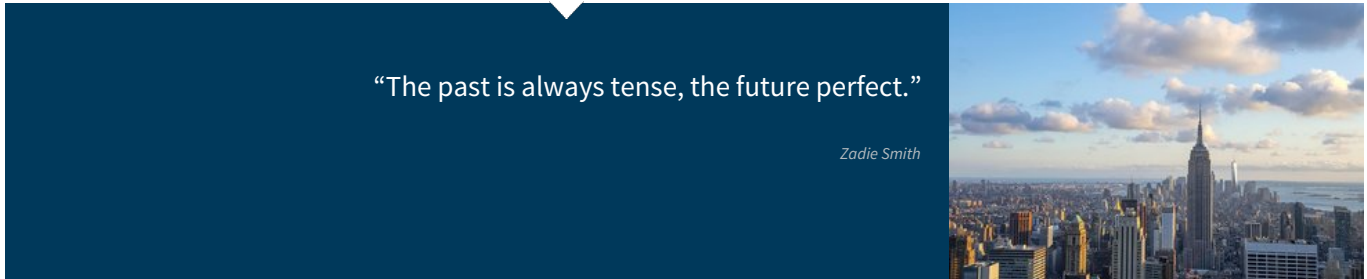 “The past is always tense, the future perfect.”
Zadie Smith